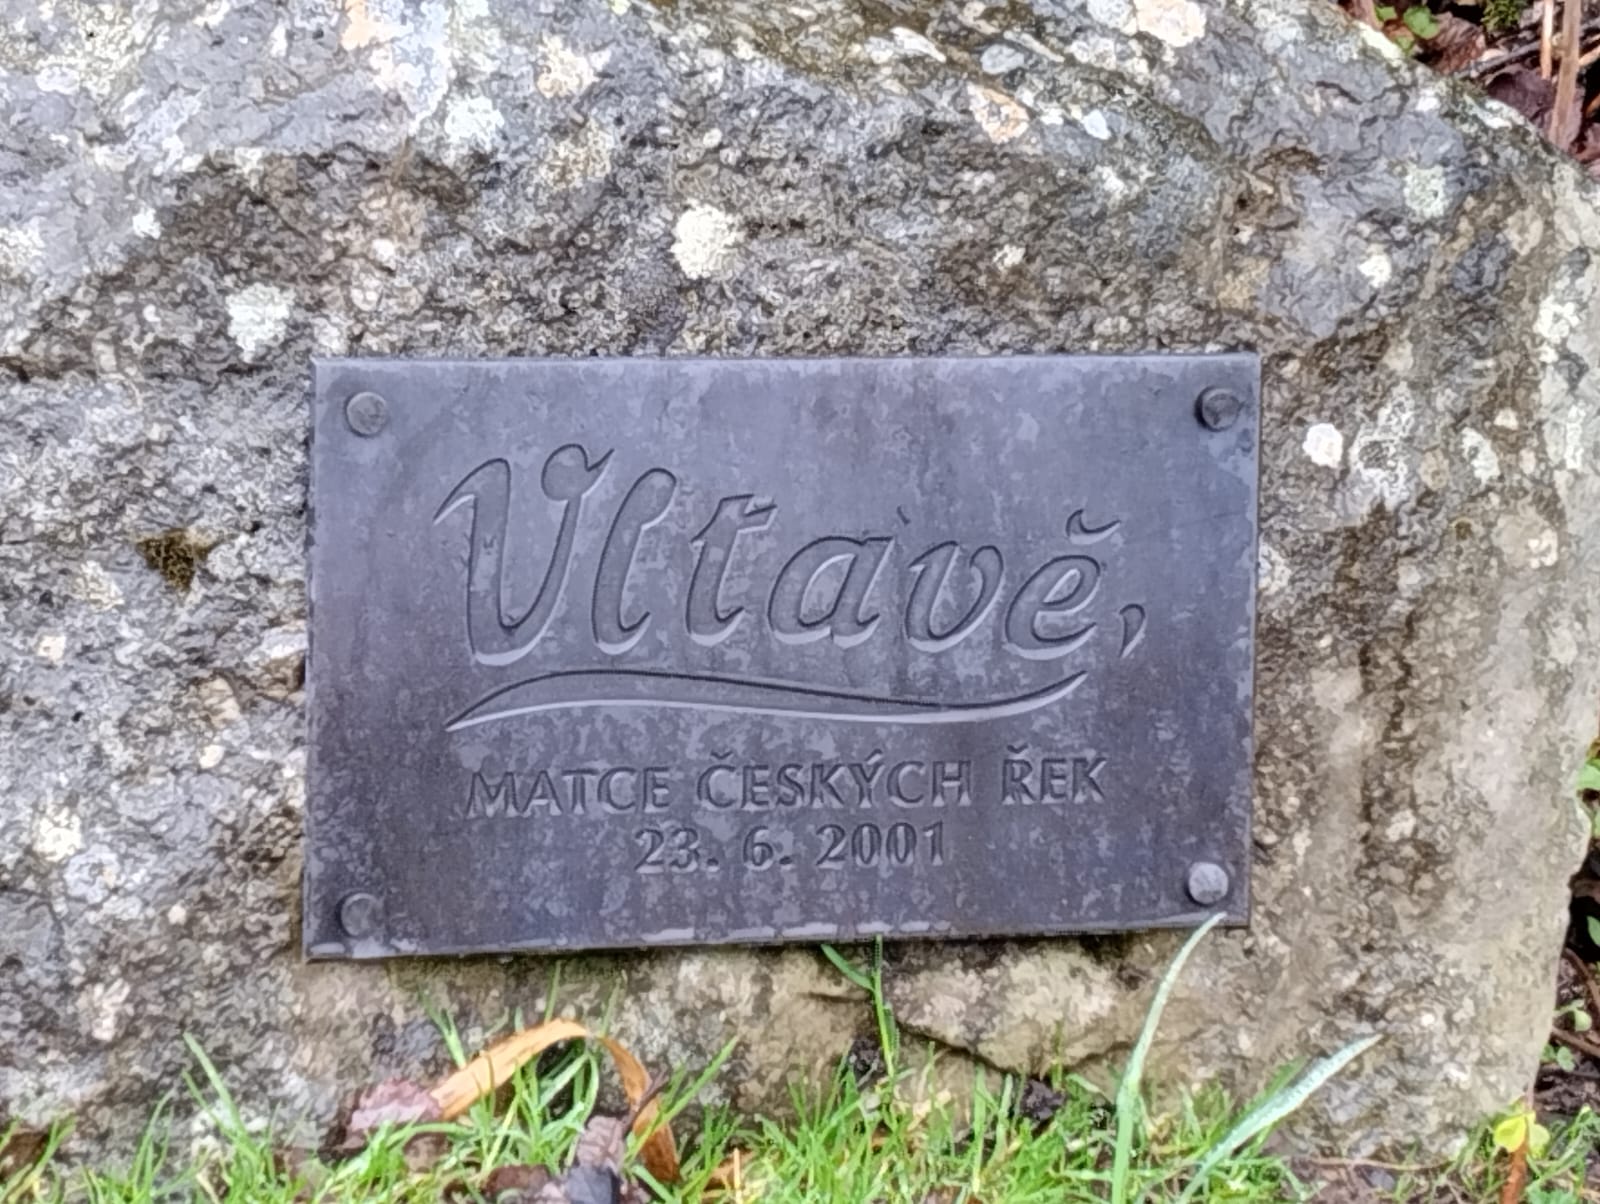 Vltavě,
MATCE ČESKÝCH ŘEK
23. 6. 2001